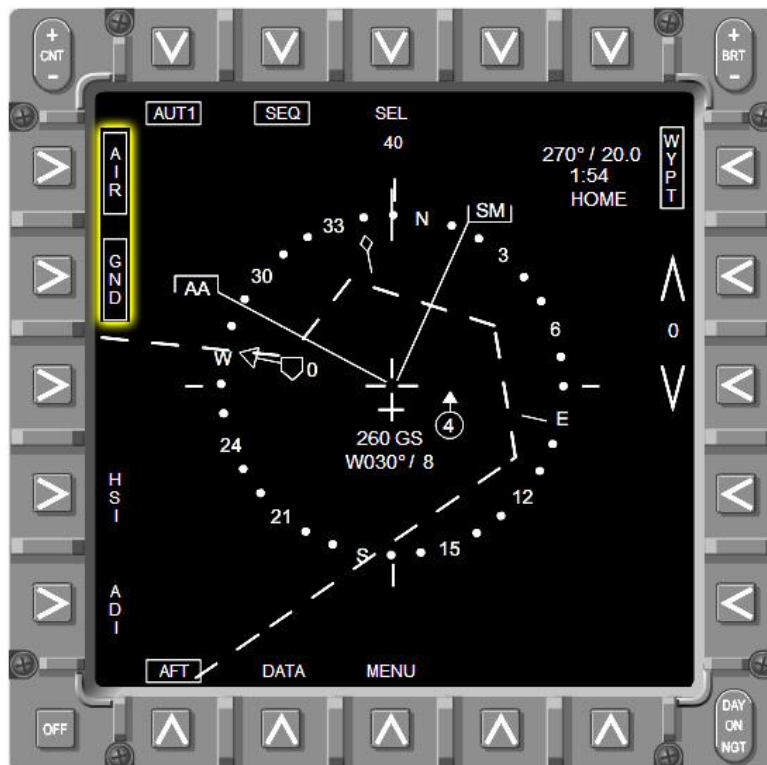 +
CNT
-
+
BRT
-
AUT1 SEQ SEL
40
AIR
WYPT
270° / 20.0
1:54
HOME
N
33
SM
3
GND
30
AA
6
0
W
0
E
4
260 GS
W030° / 8
24
12
HSI
21
15
S
ADI
AFT DATA MENU
OFF
DAY
ON
NGT